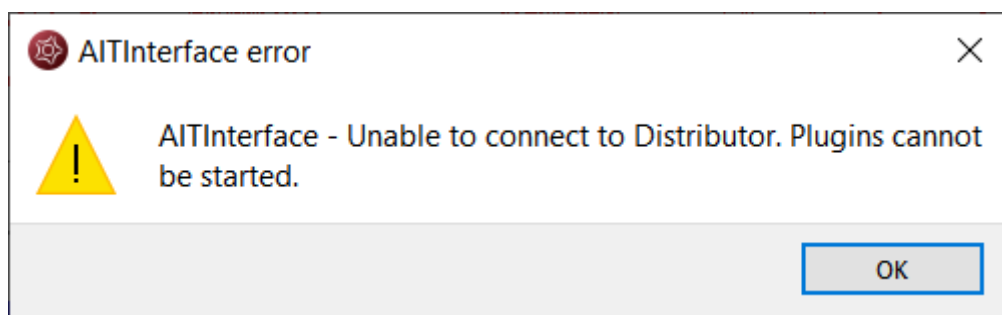 AITInterface error
AITInterface - Unable to connect to Distributor. Plugins cannot
be started.
OK